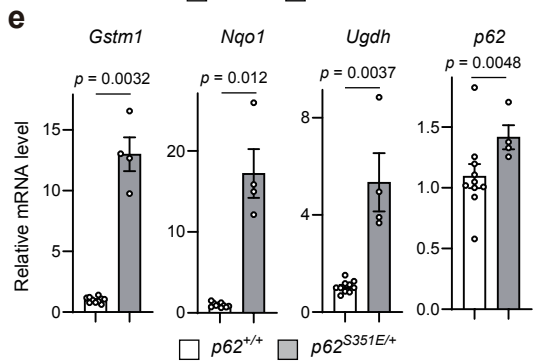 e
Gstm1
Nqo1
Ugdh
p62
p = 0.0032
p = 0.012
p = 0.0037
p = 0.0048
Relative mRNA level
15
10
5
0
20
10
0
8
4
0
1.5
1.0
0.5
0.0
p62+/+
p62S351E/+